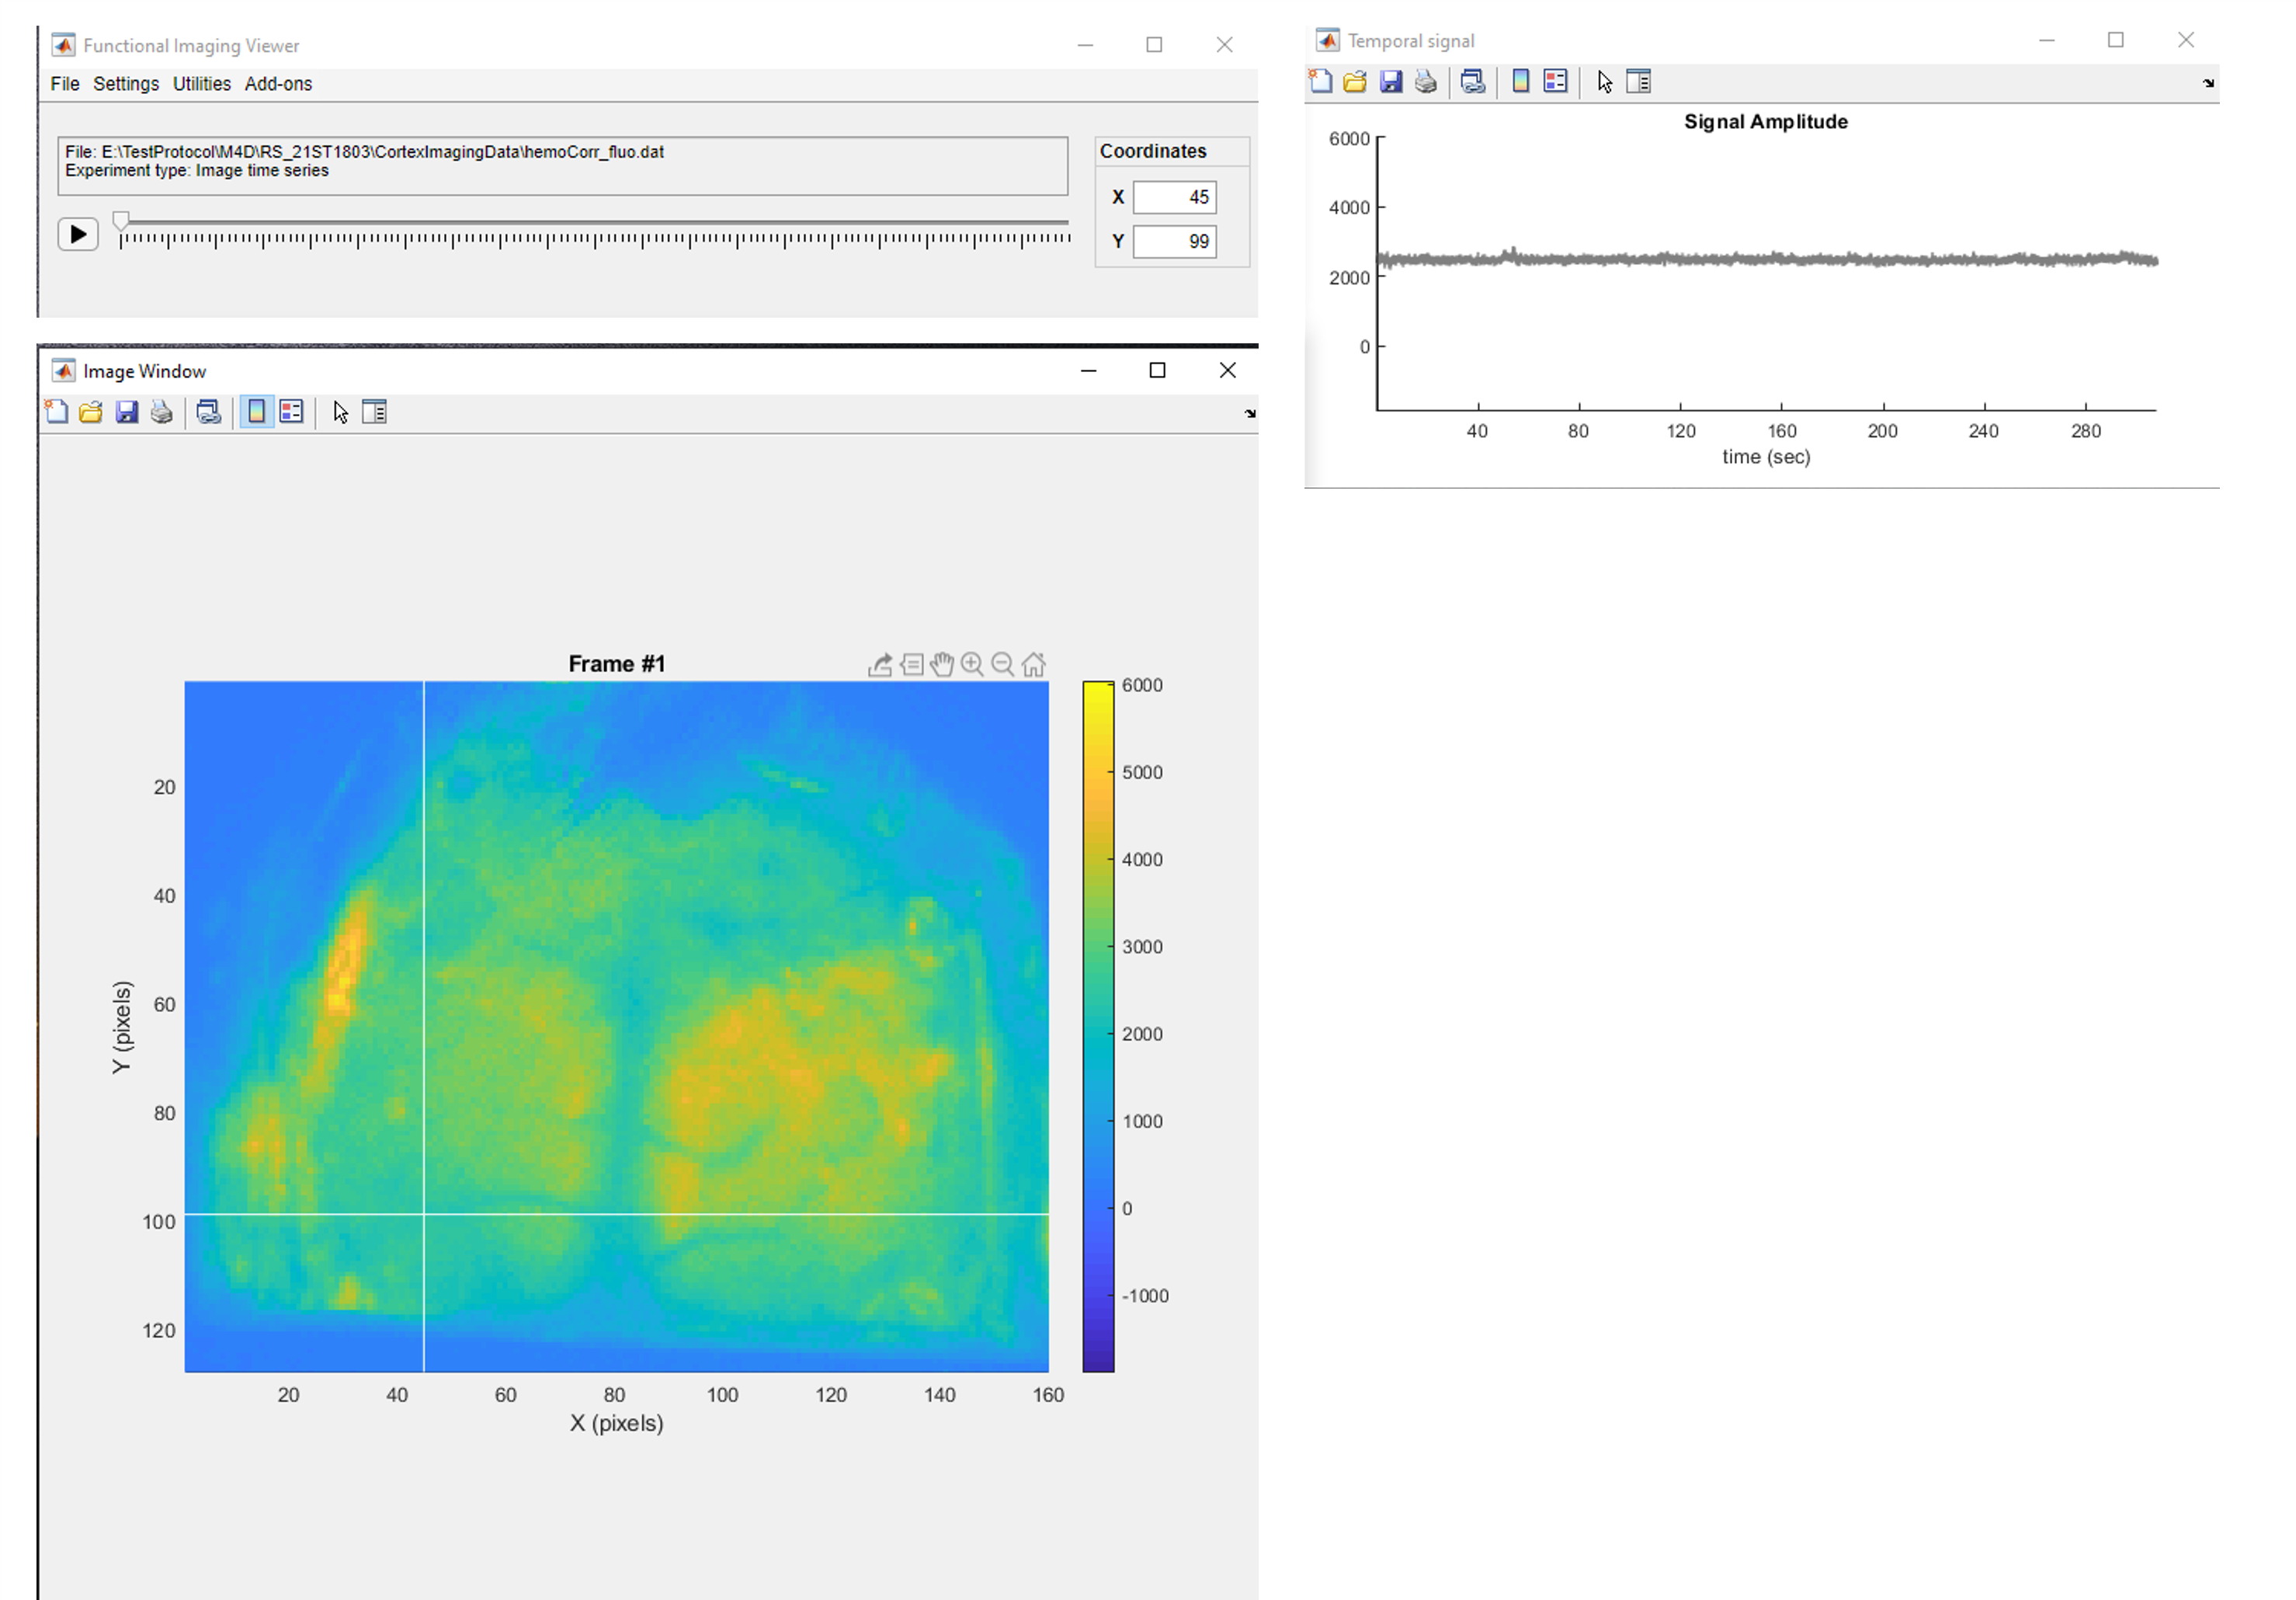 Functional Imaging Viewer
File Settings Utilities Add-ons
File: E:\TestProtocol\M4D\RS_21ST1803\CortexImagingData\hemoCorr_fluo.dat
Experiment type: Image time series
Coordinates
X 45
Y 99
Temporal signal
Signal Amplitude
6000
4000
2000
0
40 80 120 160 200 240 280
time (sec)
Image Window
Frame #1
20
40
60
80
100
120
Y (pixels)
20 40 60 80 100 120 140 160
X (pixels)
6000
5000
4000
3000
2000
1000
0
-1000